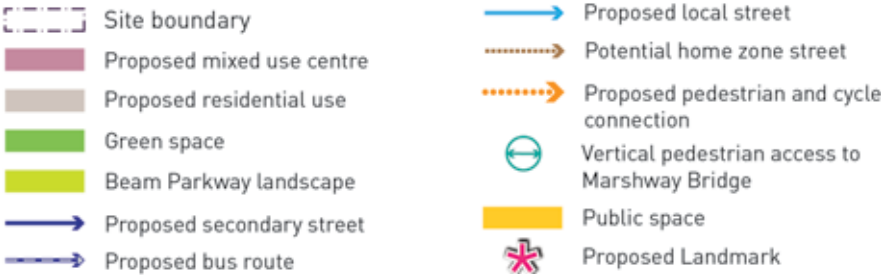 Site boundary
Proposed mixed use centre
Proposed residential use
Green space
Beam Parkway landscape
Proposed secondary street
Proposed bus route
Proposed local street
Potential home zone street
Proposed pedestrian and cycle
connection
Vertical pedestrian access to
Marshway Bridge
Public space
Proposed Landmark